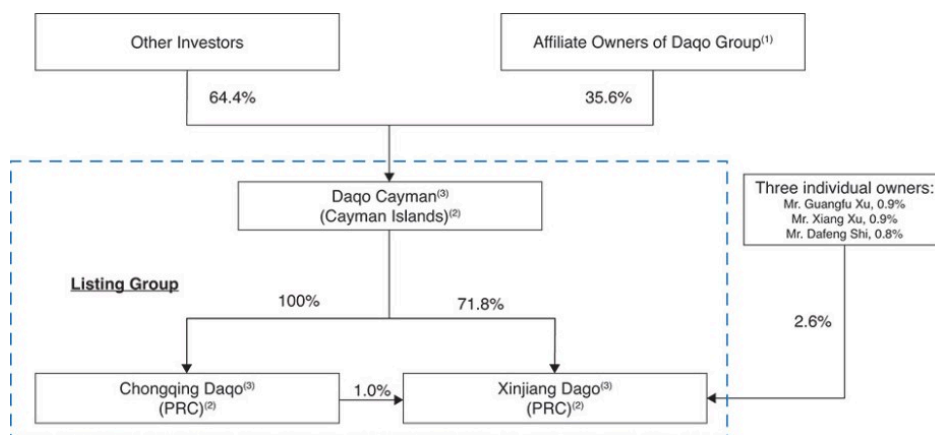 Other Investors
Affiliate Owners of Daqo Group(1)
64.4%
35.6%
Daqo Cayman(3)
(Cayman Islands)(2)
Three individual owners:
Mr. Guangfu Xu, 0.9%
Mr. Xiang Xu, 0.9%
Mr. Dafeng Shi, 0.8%
Listing Group
100%
71.8%
2.6%
Chongqing Daqo(3)
(PRC)(2)
1.0%
Xinjiang Dago(3)
(PRC)(2)